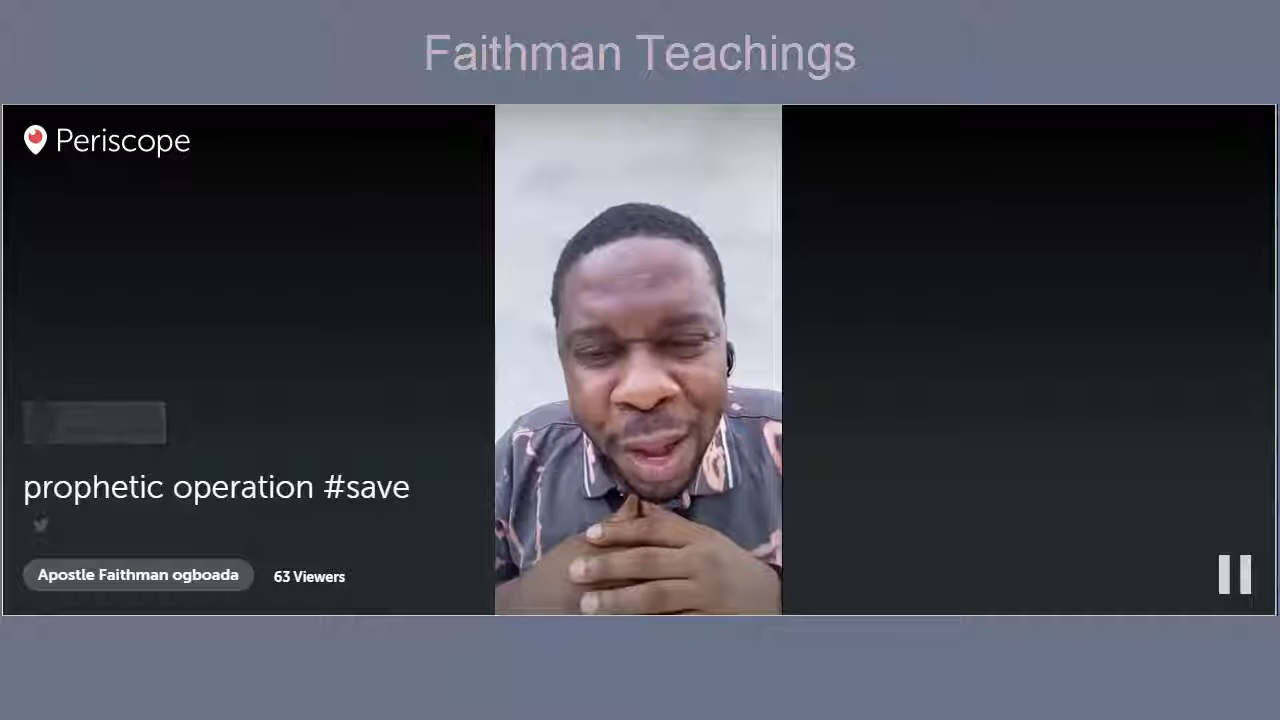 Faithman Teachings
Periscope
prophetic operation #save
Apostle Faithman ogboada
63 Viewers